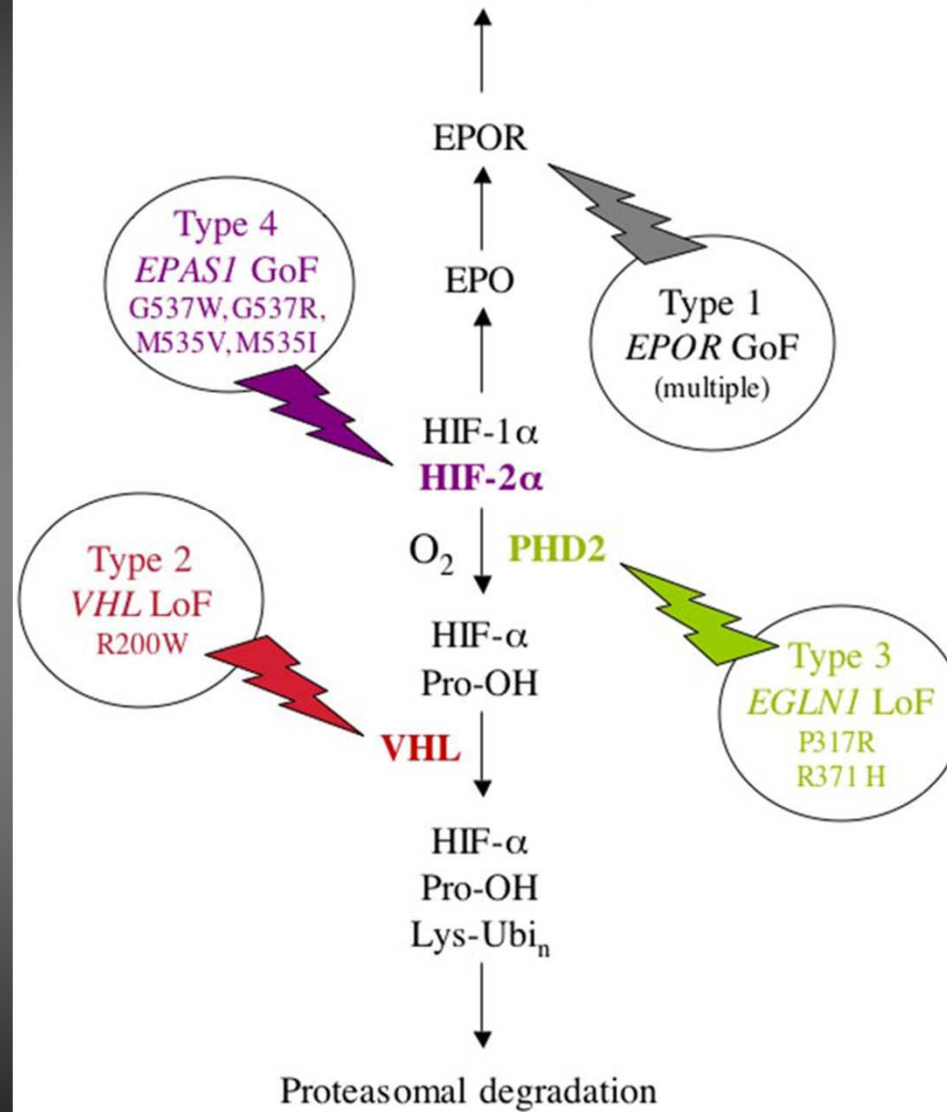 EPOR
Type 4
EPAS1 GoF
G537W, G537R,
M535V, M535I
EPO
Type 1
EPOR GoF
(multiple)
HIF-1α
HIF-2α
Type 2
VHL LoF
R200W
O₂
PHD2
HIF-α
Pro-OH
Type 3
EGLN1 LoF
P317R
R371 H
VHL
HIF-α
Pro-OH
Lys-Ubiₙ
Proteasomal degradation